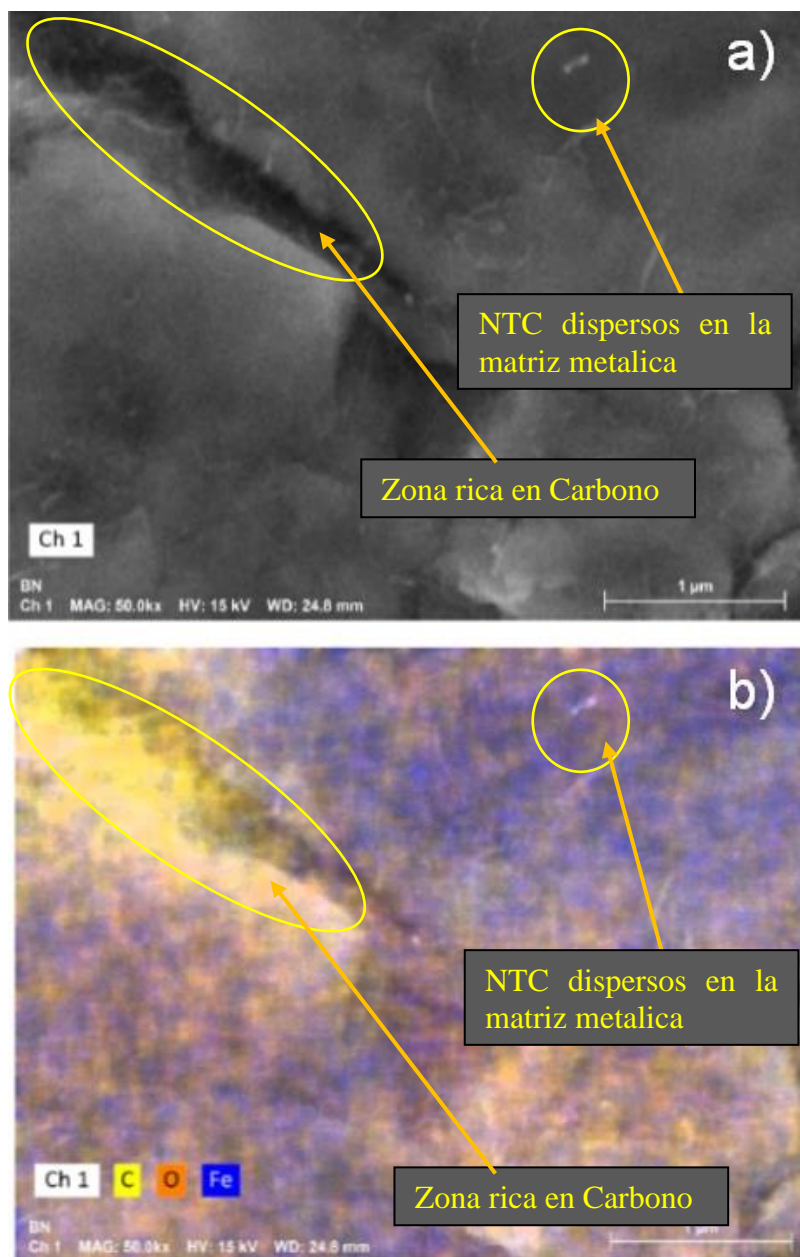 a)
NTC dispersos en la
matriz metalica
Zona rica en Carbono
Ch 1
BN
Ch 1 MAG: 50.0kx HV: 15 kV WD: 24.8 mm
1 µm
b)
NTC dispersos en la
matriz metalica
Zona rica en Carbono
Ch 1 C O Fe
BN
Ch 1 MAG: 50.0kx HV: 15 kV WD: 24.8 mm
1 µm